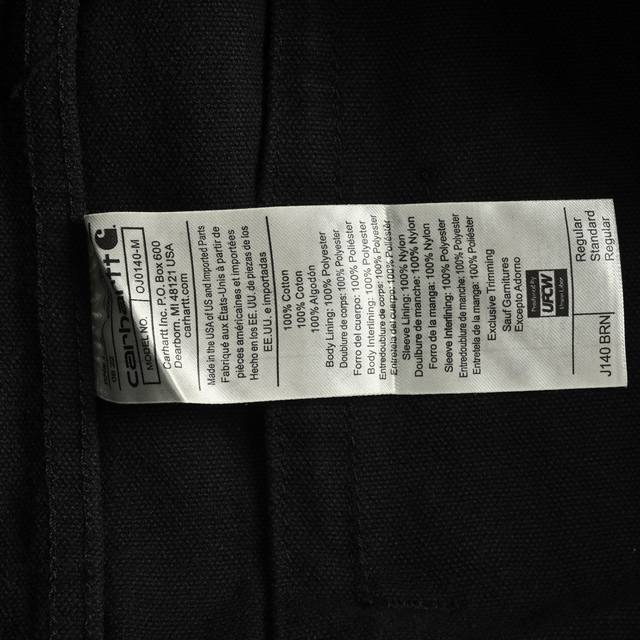 carhartt
MODEL NO. OJ0140-M
Carhartt Inc. P.O. Box 600
Dearborn, MI 48121 USA
carhartt.com
Made in the USA of US and Imported Parts
Fabriqué aux États-Unis à partir de
pièces américaines et importées
Hecho en los EE. UU. de piezas de los
EE.UU. e importadas
100% Cotton
100% Coton
100% Algodón
Body Lining: 100% Polyester
Doublure de corps: 100% Polyester
Forro del cuerpo: 100% Poliéster
Body Interlining: 100% Polyester
Entredoublure de corps: 100% Polyester
Entretela de cuerpo: 100% Poliéster
Sleeve Lining: 100% Nylon
Doublure de manche: 100% Nylon
Forro de la manga: 100% Nylon
Sleeve Interlining: 100% Polyester
Entredoublure de manche: 100% Polyester
Entretela de la manga: 100% Poliéster
Exclusive Trimming
Sauf Garnitures
Excepto Adorno
UFCW
J140 BRN
Regular
Standard
Regular